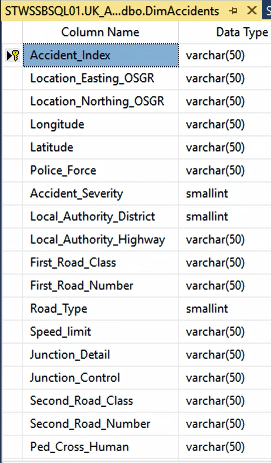 STWSSBSQL01.UK_A...dbo.DimAccidents
Column Name Data Type
Accident_Index varchar(50)
Location_Easting_OSGR varchar(50)
Location_Northing_OSGR varchar(50)
Longitude varchar(50)
Latitude varchar(50)
Police_Force varchar(50)
Accident_Severity smallint
Local_Authority_District smallint
Local_Authority_Highway varchar(50)
First_Road_Class varchar(50)
First_Road_Number varchar(50)
Road_Type smallint
Speed_limit varchar(50)
Junction_Detail varchar(50)
Junction_Control varchar(50)
Second_Road_Class varchar(50)
Second_Road_Number varchar(50)
Ped_Cross_Human varchar(50)